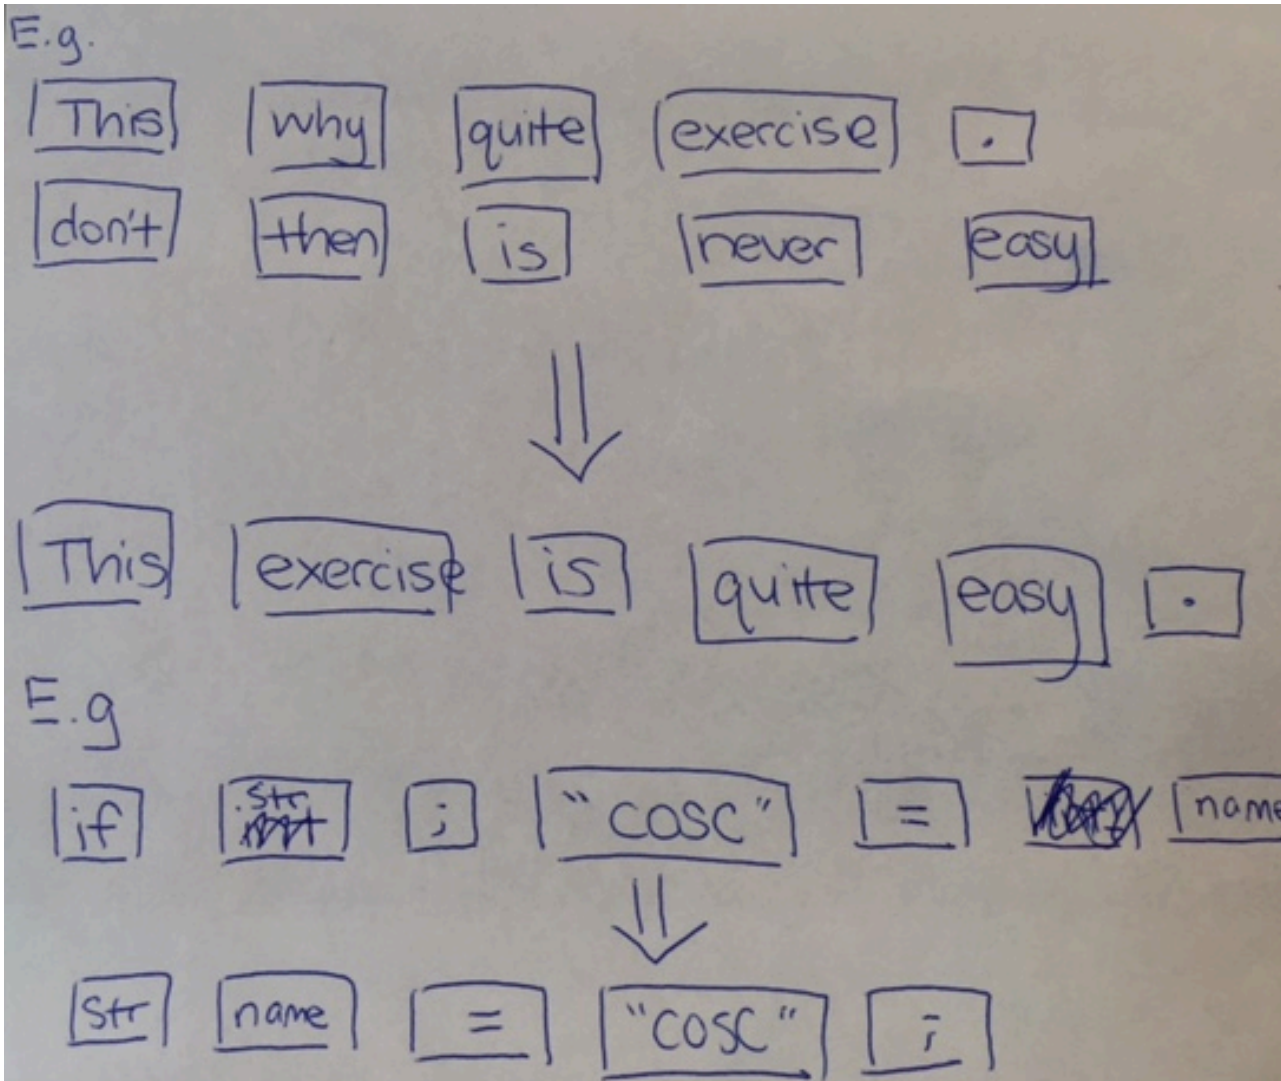 E.g.
This why quite exercise .
don't then is never easy
This exercise is quite easy .
E.g
if str ; "COSC" = name
str name = "COSC" ;